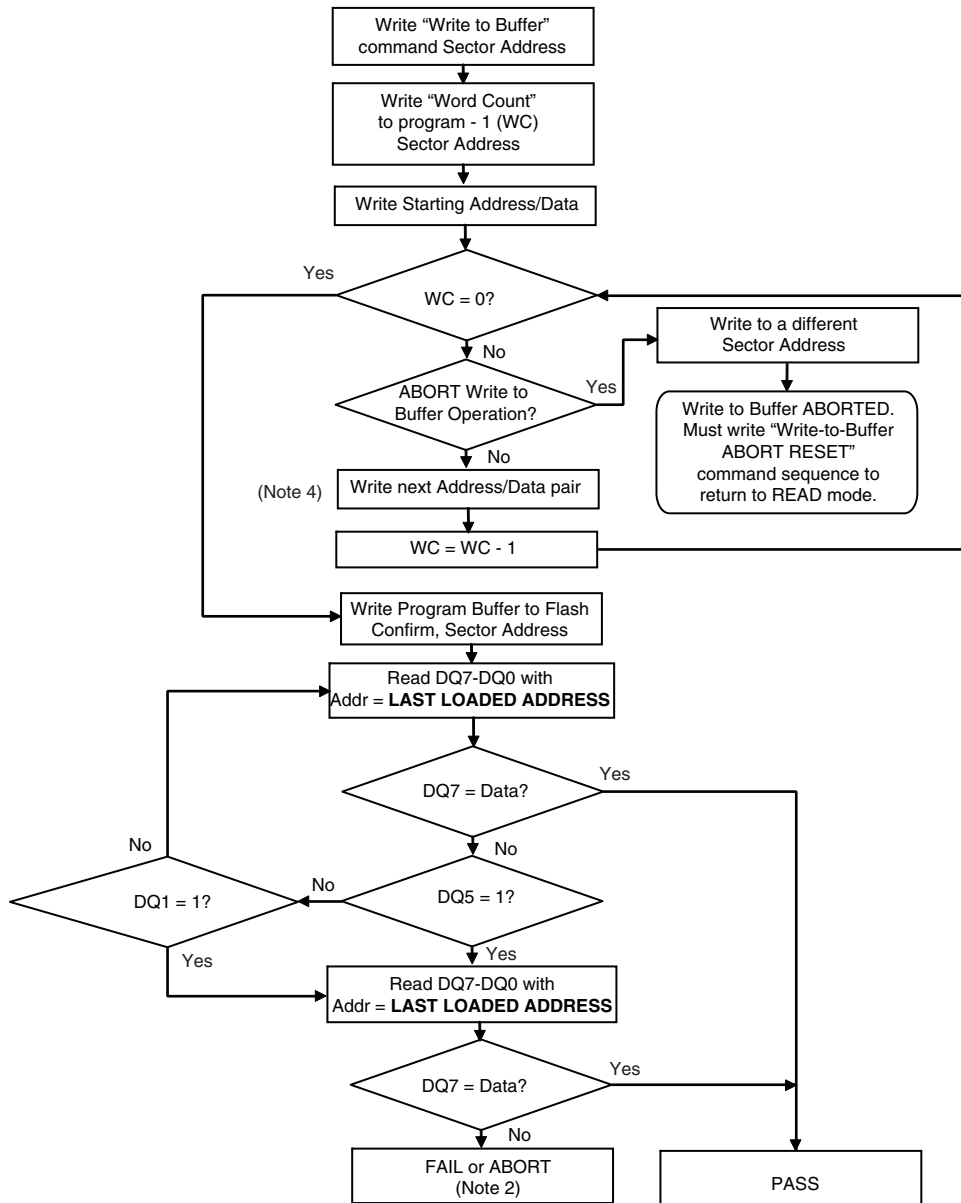 Write “Write to Buffer”
command Sector Address
Write “Word Count”
to program - 1 (WC)
Sector Address
Write Starting Address/Data
Yes
WC = 0?
No
Write to a different
Sector Address
ABORT Write to
Buffer Operation?
Yes
Write to Buffer ABORTED.
Must write “Write-to-Buffer
ABORT RESET”
command sequence to
return to READ mode.
No
(Note 4)
Write next Address/Data pair
WC = WC - 1
Write Program Buffer to Flash
Confirm, Sector Address
Read DQ7-DQ0 with
Addr = LAST LOADED ADDRESS
DQ7 = Data?
Yes
No
No
DQ1 = 1?
No
DQ5 = 1?
Yes
Yes
Read DQ7-DQ0 with
Addr = LAST LOADED ADDRESS
DQ7 = Data?
Yes
No
FAIL or ABORT
(Note 2)
PASS